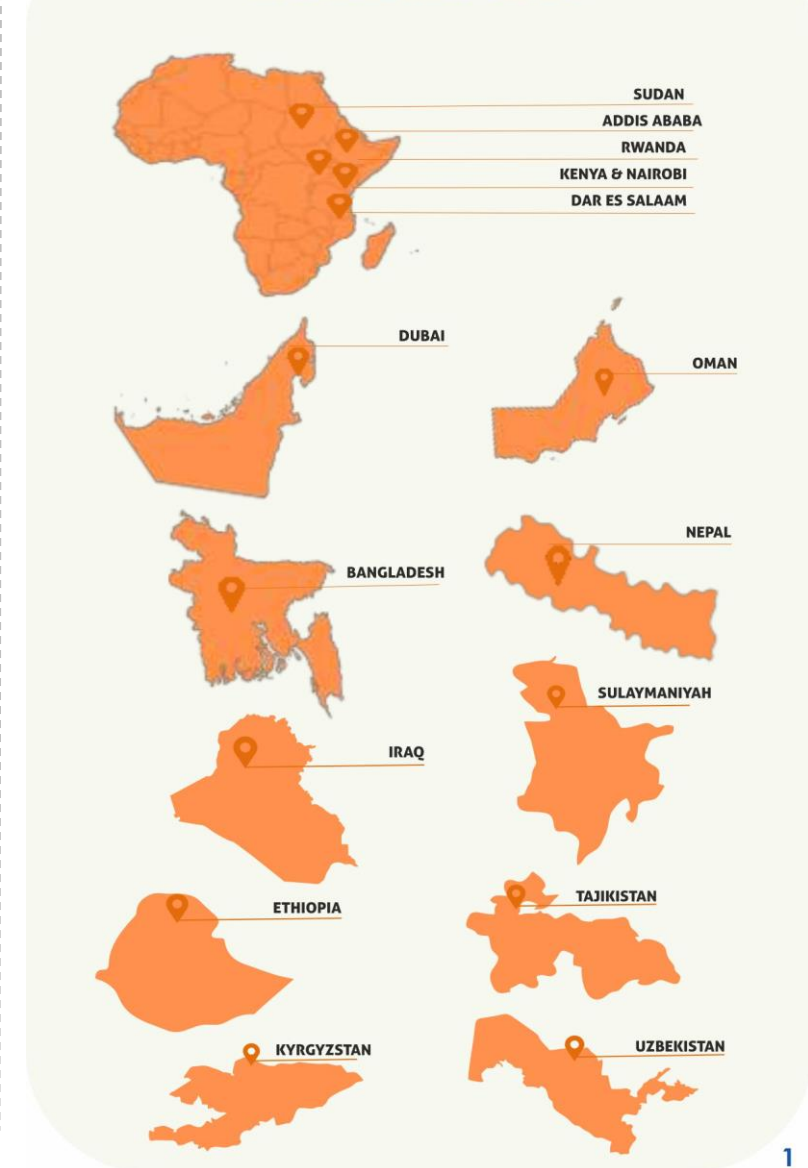 SUDAN
ADDIS ABABA
RWANDA
KENYA & NAIROBI
DAR ES SALAAM
DUBAI
OMAN
NEPAL
BANGLADESH
SULAYMANIYAH
IRAQ
TAJIKISTAN
ETHIOPIA
UZBEKISTAN
KYRGYZSTAN
1